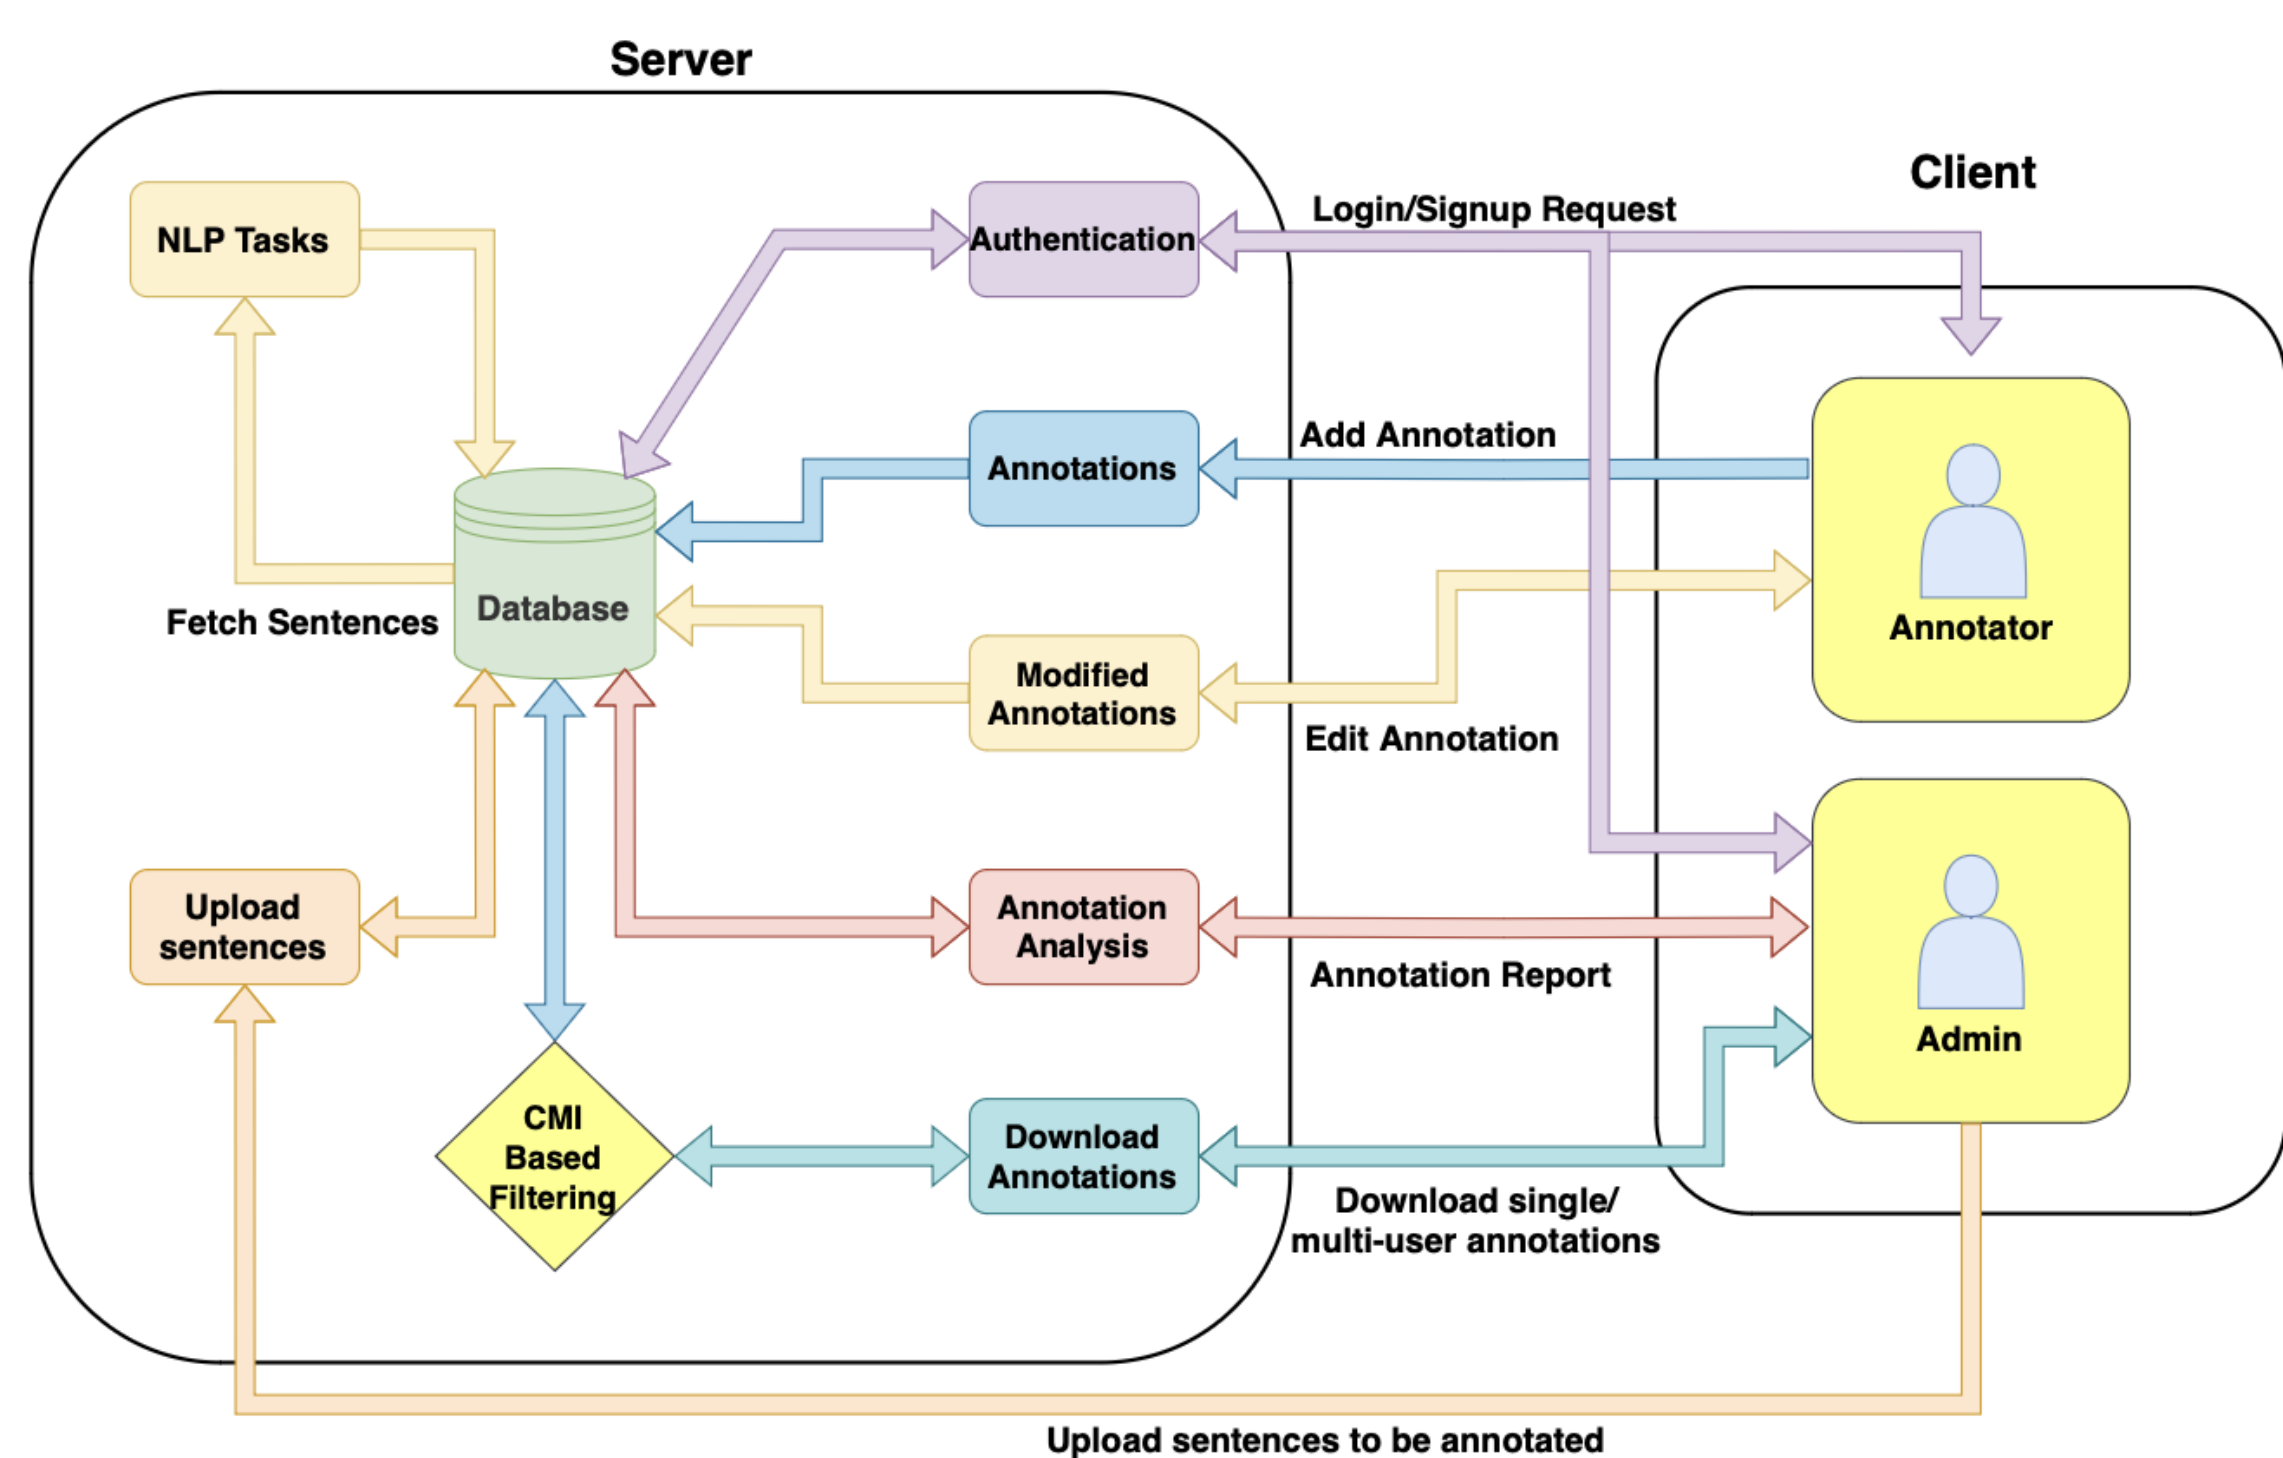 Server
Client
NLP Tasks
Authentication
Login/Signup Request
Annotations
Add Annotation
Fetch Sentences
Database
Modified
Annotations
Edit Annotation
Annotator
Upload
sentences
Annotation
Analysis
Annotation Report
Admin
CMI
Based
Filtering
Download
Annotations
Download single/
multi-user annotations
Upload sentences to be annotated